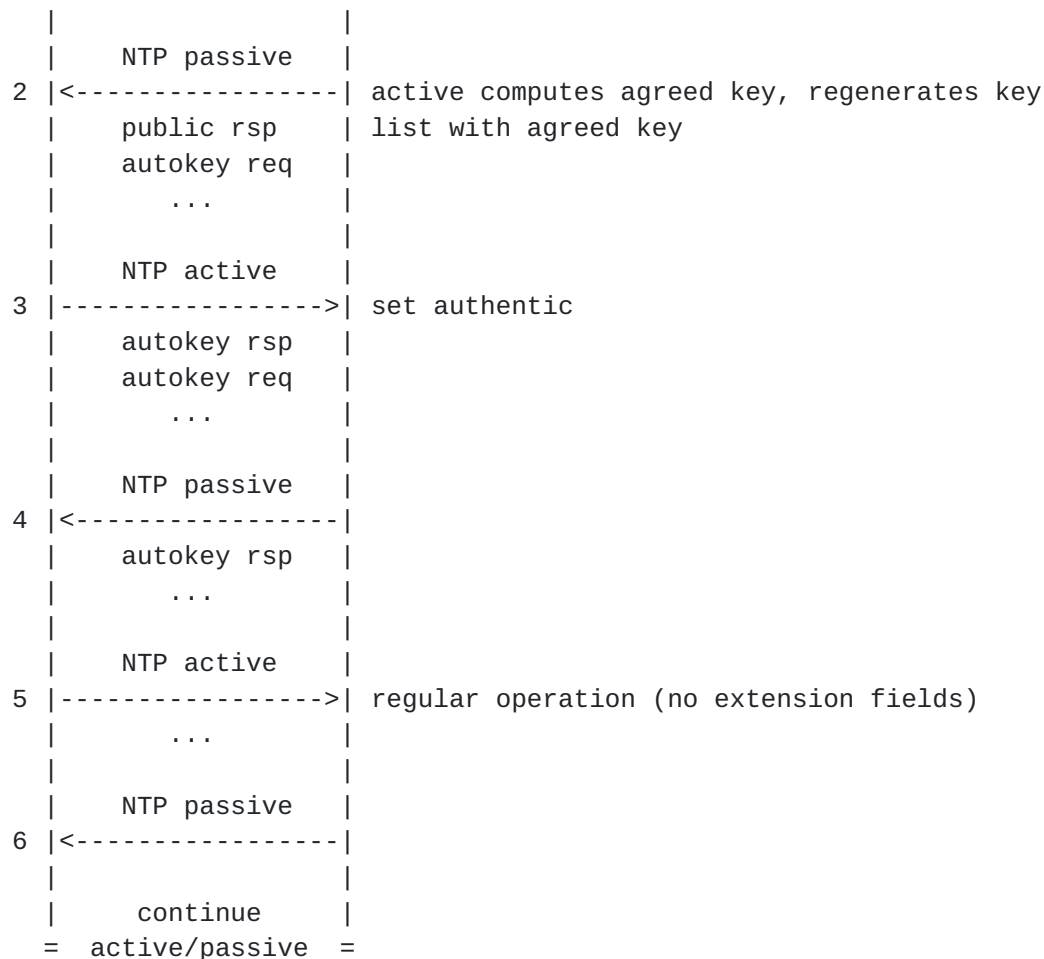 |                  |
|    NTP passive   |
2 |<-----------------| active computes agreed key, regenerates key
|    public rsp    | list with agreed key
|    autokey req   |
|       ...        |
|                  |
|    NTP active    |
3 |----------------->| set authentic
|    autokey rsp   |
|    autokey req   |
|       ...        |
|                  |
|    NTP passive   |
4 |<-----------------|
|    autokey rsp   |
|       ...        |
|                  |
|    NTP active    |
5 |----------------->| regular operation (no extension fields)
|       ...        |
|                  |
|    NTP passive   |
6 |<-----------------|
|                  |
|     continue     |
=  active/passive  =